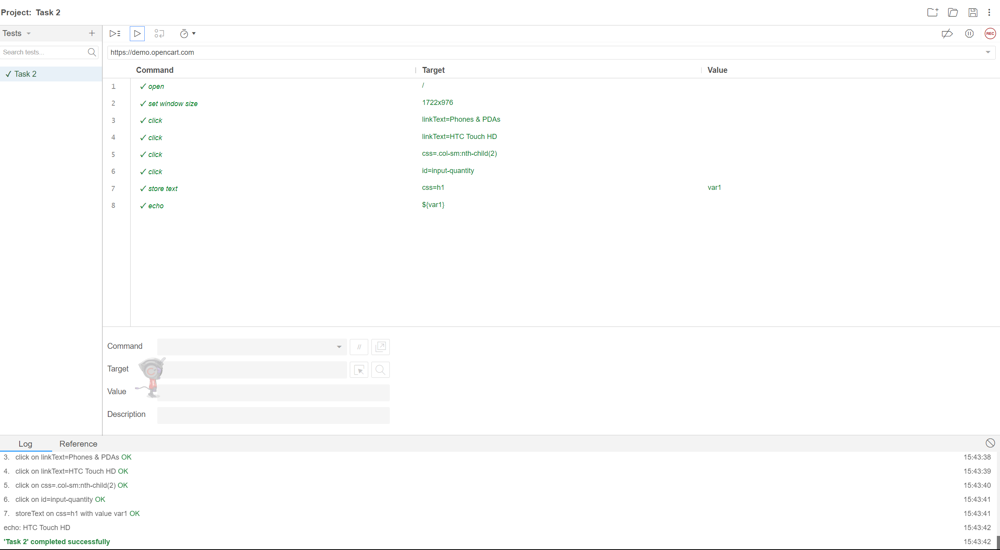 Project: Task 2
Tests
Search tests...
✓ Task 2
REC
https://demo.opencart.com
Command Target Value
1 ✓ open /
2 ✓ set window size 1722x976
3 ✓ click linkText=Phones & PDAs
4 ✓ click linkText=HTC Touch HD
5 ✓ click css=.col-sm:nth-child(2)
6 ✓ click id=input-quantity
7 ✓ store text css=h1 var1
8 ✓ echo ${var1}
Command //
Target
Value
Description
Log Reference
3. click on linkText=Phones & PDAs OK 15:43:38
4. click on linkText=HTC Touch HD OK 15:43:39
5. click on css=.col-sm:nth-child(2) OK 15:43:40
6. click on id=input-quantity OK 15:43:41
7. storeText on css=h1 with value var1 OK 15:43:41
echo: HTC Touch HD 15:43:42
'Task 2' completed successfully 15:43:42